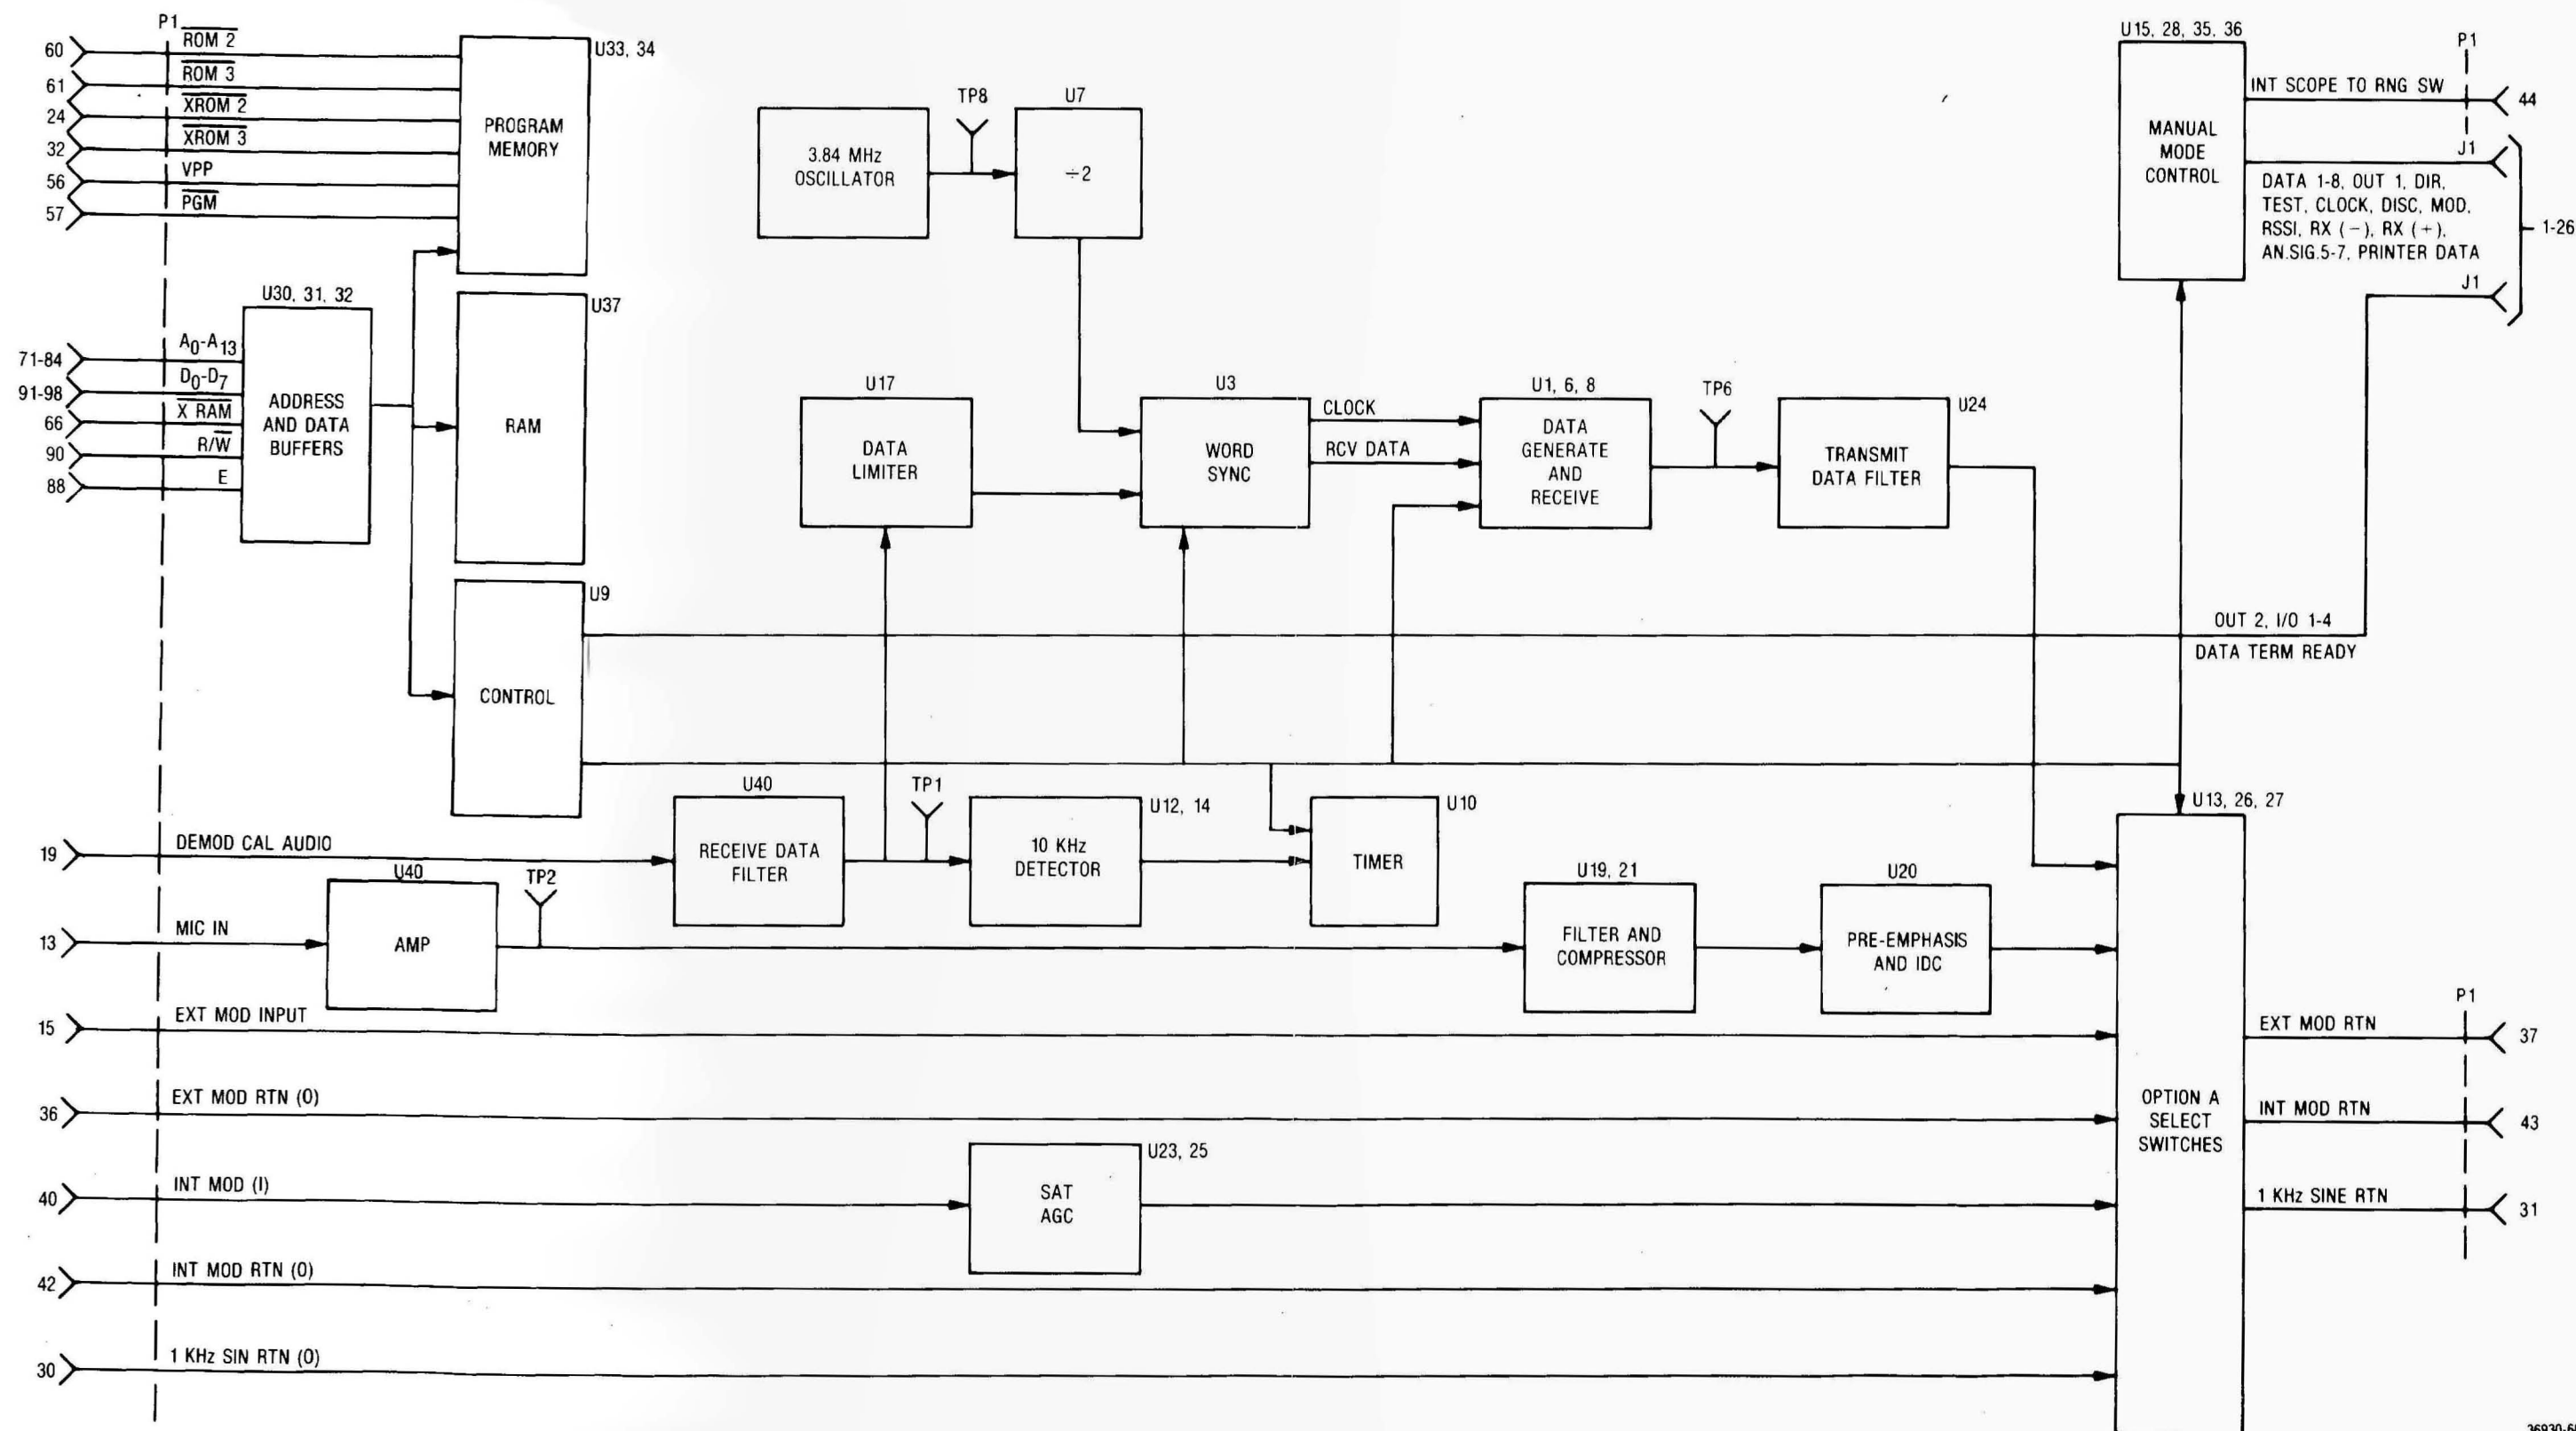 P1
60
ROM 2
61
ROM 3
24
XROM 2
32
XROM 3
56
VPP
57
PGM
PROGRAM
MEMORY
U33, 34
3.84 MHz
OSCILLATOR
TP8
U7
÷2
U15, 28, 35, 36
MANUAL
MODE
CONTROL
P1
INT SCOPE TO RNG SW
44
J1
DATA 1-8, OUT 1, DIR,
TEST, CLOCK, DISC, MOD,
RSSI, RX (−), RX (+),
AN.SIG.5-7, PRINTER DATA
1-26
J1
U30, 31, 32
71-84
A0-A13
91-98
D0-D7
66
X RAM
90
R/W
88
E
ADDRESS
AND DATA
BUFFERS
U37
RAM
U17
DATA
LIMITER
U3
WORD
SYNC
CLOCK
RCV DATA
U1, 6, 8
DATA
GENERATE
AND
RECEIVE
TP6
U24
TRANSMIT
DATA FILTER
U9
CONTROL
OUT 2, I/O 1-4
DATA TERM READY
19
DEMOD CAL AUDIO
U40
RECEIVE DATA
FILTER
TP1
U12, 14
10 KHz
DETECTOR
U10
TIMER
U13, 26, 27
13
MIC IN
U40
AMP
TP2
U19, 21
FILTER AND
COMPRESSOR
U20
PRE-EMPHASIS
AND IDC
15
EXT MOD INPUT
36
EXT MOD RTN (0)
40
INT MOD (I)
U23, 25
SAT
AGC
42
INT MOD RTN (0)
30
1 KHz SIN RTN (0)
OPTION A
SELECT
SWITCHES
P1
EXT MOD RTN
37
INT MOD RTN
43
1 KHz SINE RTN
31